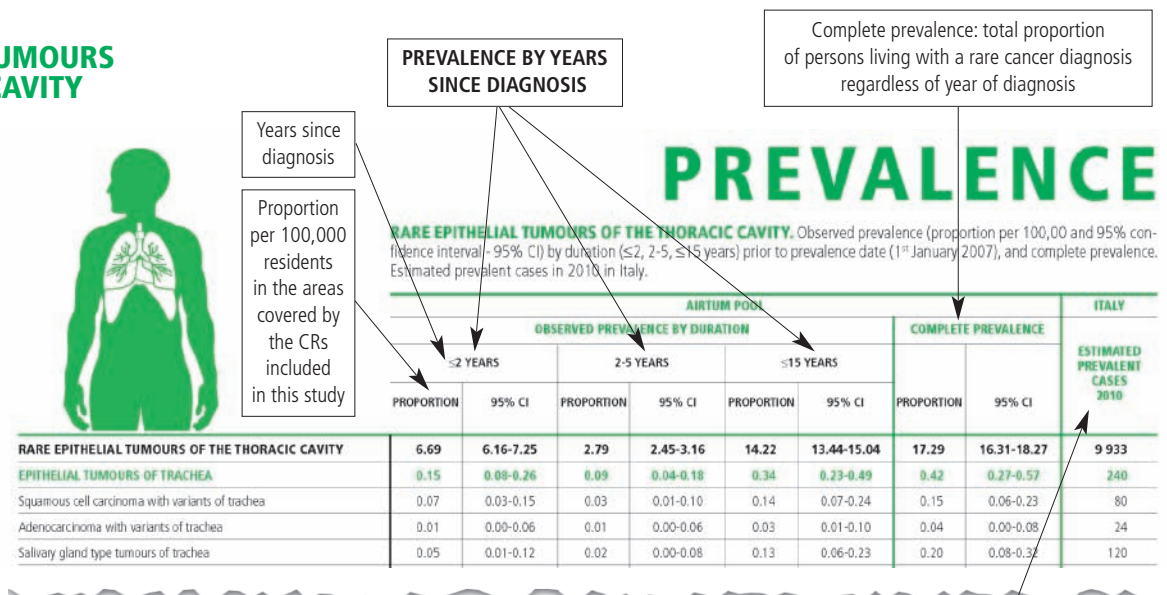 UMOURS
CAVITY
PREVALENCE BY YEARS
SINCE DIAGNOSIS
Complete prevalence: total proportion
of persons living with a rare cancer diagnosis
regardless of year of diagnosis
Years since
diagnosis
Proportion
per 100,000
residents
in the areas
covered by
the CRs
included
in this study
PREVALENCE
RARE EPITHELIAL TUMOURS OF THE THORACIC CAVITY. Observed prevalence (proportion per 100,00 and 95% con-
fidence interval - 95% CI) by duration (≤2, 2-5, ≤15 years) prior to prevalence date (1st January 2007), and complete prevalence.
Estimated prevalent cases in 2010 in Italy.
AIRTUM POOL ITALY
OBSERVED PREVALENCE BY DURATION COMPLETE PREVALENCE
≤2 YEARS 2-5 YEARS ≤15 YEARS
ESTIMATED
PREVALENT
CASES
2010
PROPORTION 95% CI PROPORTION 95% CI PROPORTION 95% CI PROPORTION 95% CI
RARE EPITHELIAL TUMOURS OF THE THORACIC CAVITY 6.69 6.16-7.25 2.79 2.45-3.16 14.22 13.44-15.04 17.29 16.31-18.27 9 933
EPITHELIAL TUMOURS OF TRACHEA 0.15 0.08-0.26 0.09 0.04-0.18 0.34 0.23-0.49 0.42 0.27-0.57 240
Squamous cell carcinoma with variants of trachea 0.07 0.03-0.15 0.03 0.01-0.10 0.14 0.07-0.24 0.15 0.06-0.23 80
Adenocarcinoma with variants of trachea 0.01 0.00-0.06 0.01 0.00-0.06 0.03 0.01-0.10 0.04 0.00-0.08 24
Salivary gland type tumours of trachea 0.05 0.01-0.12 0.02 0.00-0.08 0.13 0.06-0.23 0.20 0.08-0.32 120